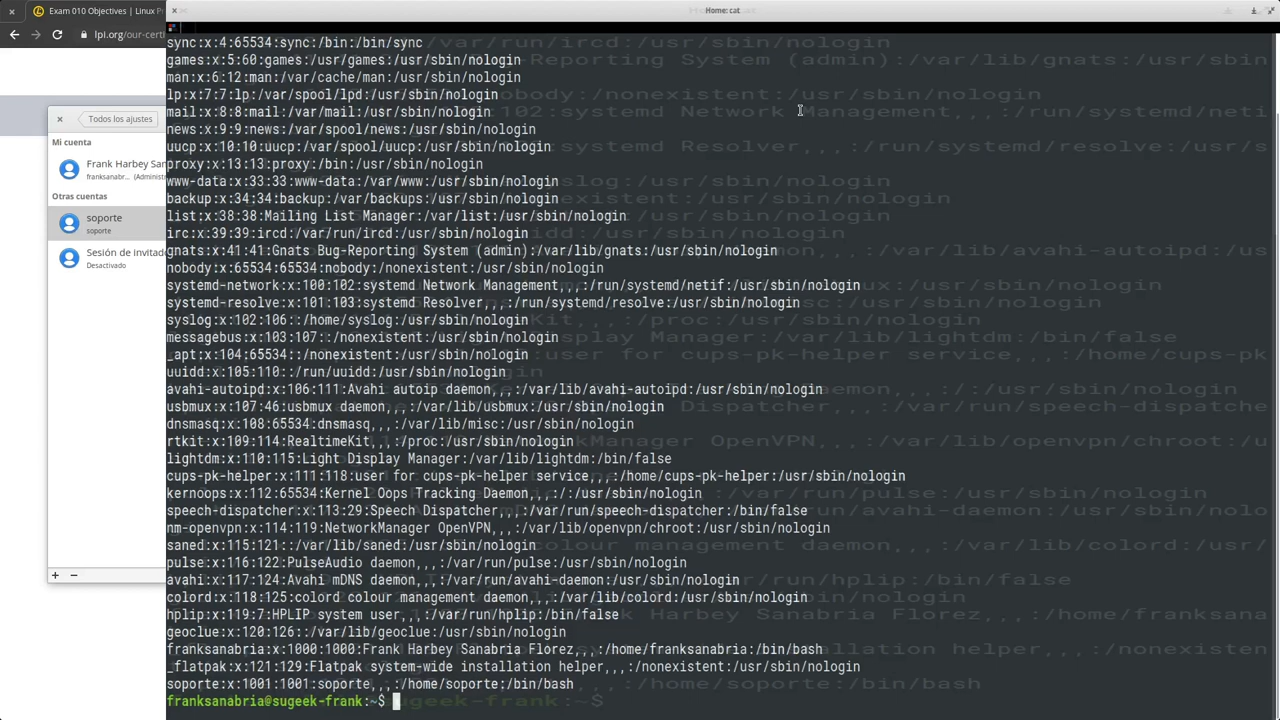 Exam 010 Objectives | Linux P
Home: cat
lpi.org/our-certi
Todos los ajustes
Mi cuenta
Frank Harbey San
franksanabr... (Administr
Otras cuentas
soporte
soporte
Sesión de invitado
Desactivado
sync:x:4:65534:sync:/bin:/bin/sync
games:x:5:60:games:/usr/games:/usr/sbin/nologin
man:x:6:12:man:/var/cache/man:/usr/sbin/nologin
lp:x:7:7:lp:/var/spool/lpd:/usr/sbin/nologin
mail:x:8:8:mail:/var/mail:/usr/sbin/nologin
news:x:9:9:news:/var/spool/news:/usr/sbin/nologin
uucp:x:10:10:uucp:/var/spool/uucp:/usr/sbin/nologin
proxy:x:13:13:proxy:/bin:/usr/sbin/nologin
www-data:x:33:33:www-data:/var/www:/usr/sbin/nologin
backup:x:34:34:backup:/var/backups:/usr/sbin/nologin
list:x:38:38:Mailing List Manager:/var/list:/usr/sbin/nologin
irc:x:39:39:ircd:/var/run/ircd:/usr/sbin/nologin
gnats:x:41:41:Gnats Bug-Reporting System (admin):/var/lib/gnats:/usr/sbin/nologin
nobody:x:65534:65534:nobody:/nonexistent:/usr/sbin/nologin
systemd-network:x:100:102:systemd Network Management,,,:/run/systemd/netif:/usr/sbin/nologin
systemd-resolve:x:101:103:systemd Resolver,,,:/run/systemd/resolve:/usr/sbin/nologin
syslog:x:102:106::/home/syslog:/usr/sbin/nologin
messagebus:x:103:107::/nonexistent:/usr/sbin/nologin
_apt:x:104:65534::/nonexistent:/usr/sbin/nologin
uuidd:x:105:110::/run/uuidd:/usr/sbin/nologin
avahi-autoipd:x:106:111:Avahi autoip daemon,,,:/var/lib/avahi-autoipd:/usr/sbin/nologin
usbmux:x:107:46:usbmux daemon,,,:/var/lib/usbmux:/usr/sbin/nologin
dnsmasq:x:108:65534:dnsmasq,,,:/var/lib/misc:/usr/sbin/nologin
rtkit:x:109:114:RealtimeKit,,,:/proc:/usr/sbin/nologin
lightdm:x:110:115:Light Display Manager:/var/lib/lightdm:/bin/false
cups-pk-helper:x:111:118:user for cups-pk-helper service,,,:/home/cups-pk-helper:/usr/sbin/nologin
kernoops:x:112:65534:Kernel Oops Tracking Daemon,,,:/:/usr/sbin/nologin
speech-dispatcher:x:113:29:Speech Dispatcher,,,:/var/run/speech-dispatcher:/bin/false
nm-openvpn:x:114:119:NetworkManager OpenVPN,,,:/var/lib/openvpn/chroot:/usr/sbin/nologin
saned:x:115:121::/var/lib/saned:/usr/sbin/nologin
pulse:x:116:122:PulseAudio daemon,,,:/var/run/pulse:/usr/sbin/nologin
avahi:x:117:124:Avahi mDNS daemon,,,:/var/run/avahi-daemon:/usr/sbin/nologin
colord:x:118:125:colord colour management daemon,,,:/var/lib/colord:/usr/sbin/nologin
hplip:x:119:7:HPLIP system user,,,:/var/run/hplip:/bin/false
geoclue:x:120:126::/var/lib/geoclue:/usr/sbin/nologin
franksanabria:x:1000:1000:Frank Harbey Sanabria Florez,,,:/home/franksanabria:/bin/bash
_flatpak:x:121:129:Flatpak system-wide installation helper,,,:/nonexistent:/usr/sbin/nologin
soporte:x:1001:1001:soporte,,,:/home/soporte:/bin/bash
franksanabria@sugeek-frank:~$